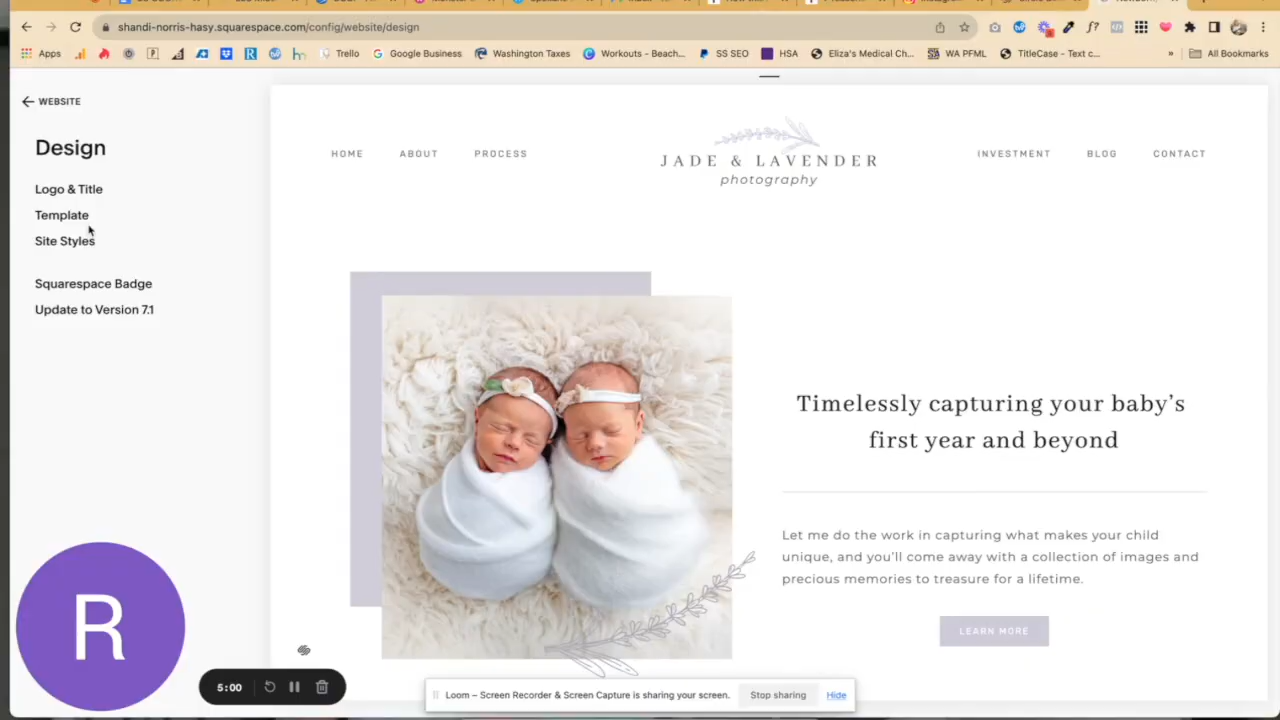 shandi-norris-hasy.squarespace.com/config/website/design
Apps
Trello
Google Business
Washington Taxes
Workouts – Beach...
SS SEO
HSA
Eliza's Medical Ch...
WA PFML
TitleCase - Text c...
»
All Bookmarks
WEBSITE
Design
Logo & Title
Template
Site Styles
Squarespace Badge
Update to Version 7.1
HOME
ABOUT
PROCESS
JADE & LAVENDER
photography
INVESTMENT
BLOG
CONTACT
Timelessly capturing your baby's
first year and beyond
Let me do the work in capturing what makes your child
unique, and you'll come away with a collection of images and
precious memories to treasure for a lifetime.
LEARN MORE
R
5:00
Loom – Screen Recorder & Screen Capture is sharing your screen.
Stop sharing
Hide